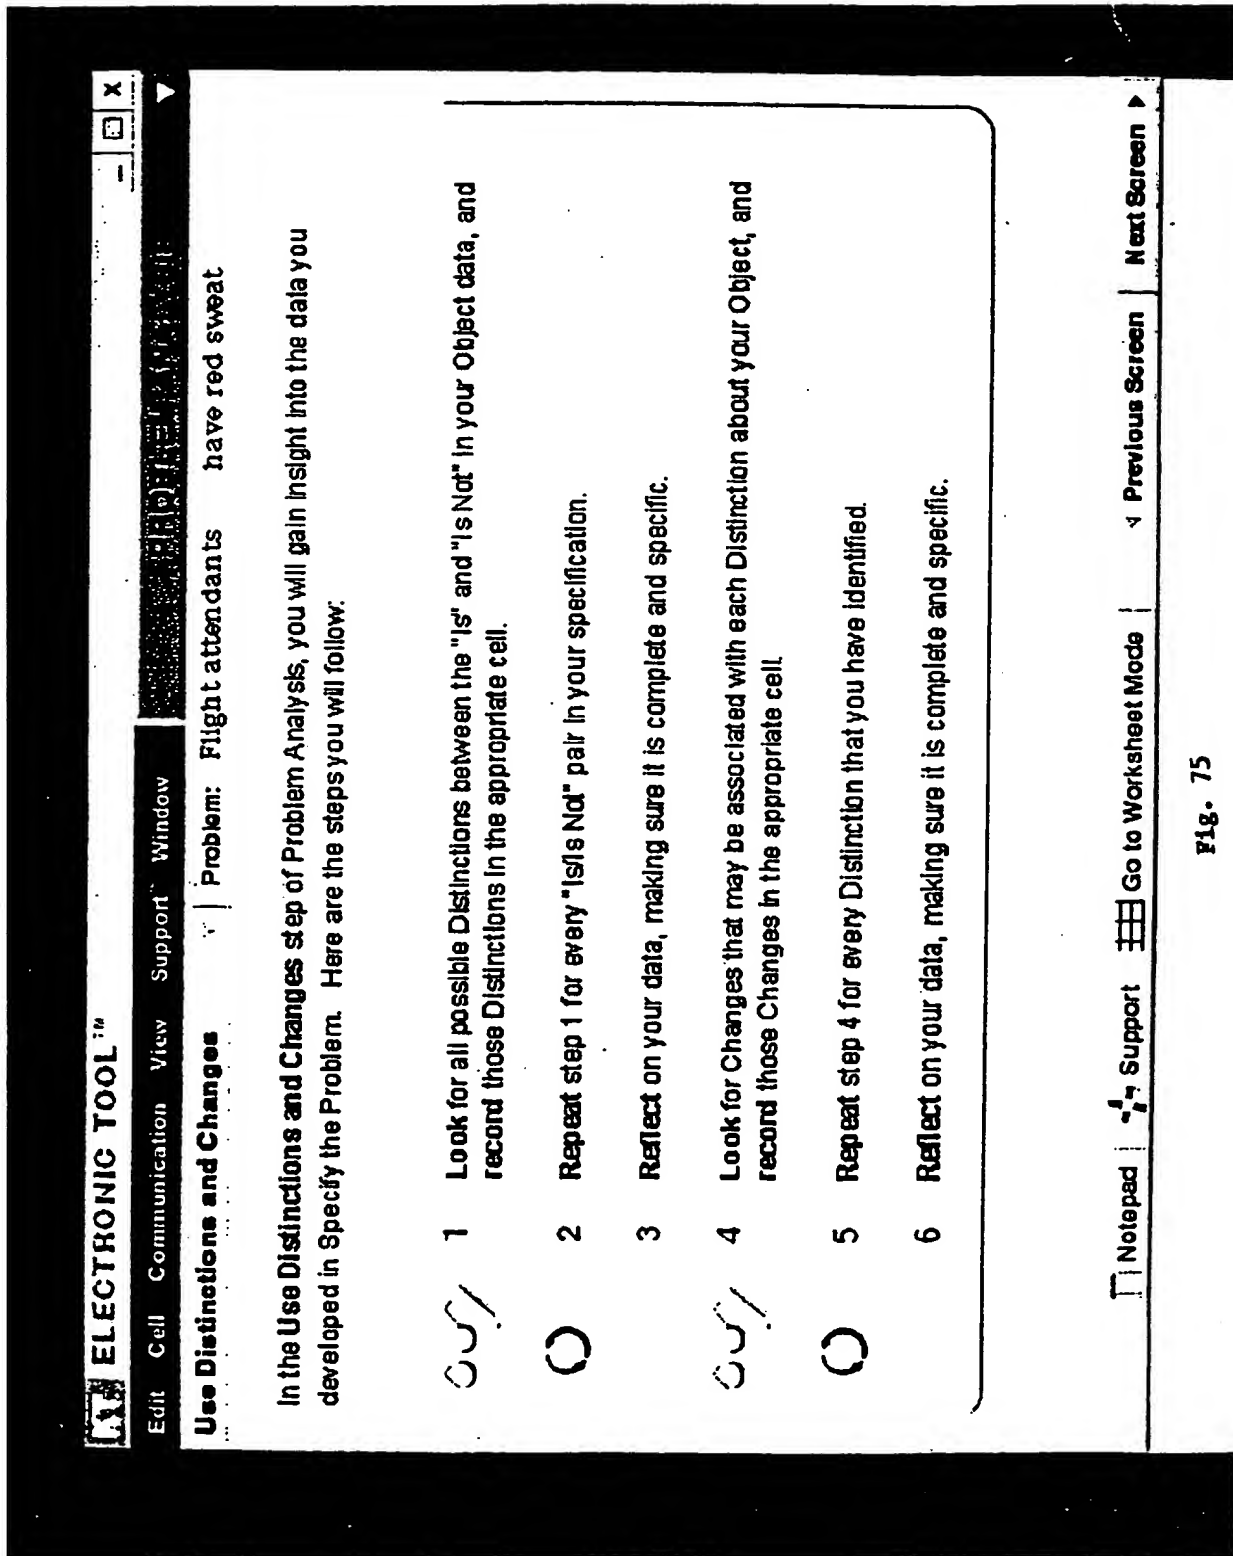 ELECTRONIC TOOL™
Edit Cell Communication View Support Window
Use Distinctions and Changes Problem: Flight attendants have red sweat
In the Use Distinctions and Changes step of Problem Analysis, you will gain insight into the data you
developed in Specify the Problem. Here are the steps you will follow:
1 Look for all possible Distinctions between the "Is" and "Is Not" in your Object data, and
record those Distinctions in the appropriate cell.
2 Repeat step 1 for every "Is/Is Not" pair in your specification.
3 Reflect on your data, making sure it is complete and specific.
4 Look for Changes that may be associated with each Distinction about your Object, and
record those Changes in the appropriate cell.
5 Repeat step 4 for every Distinction that you have identified.
6 Reflect on your data, making sure it is complete and specific.
Notepad Support Go to Worksheet Mode Previous Screen Next Screen
Fig. 75